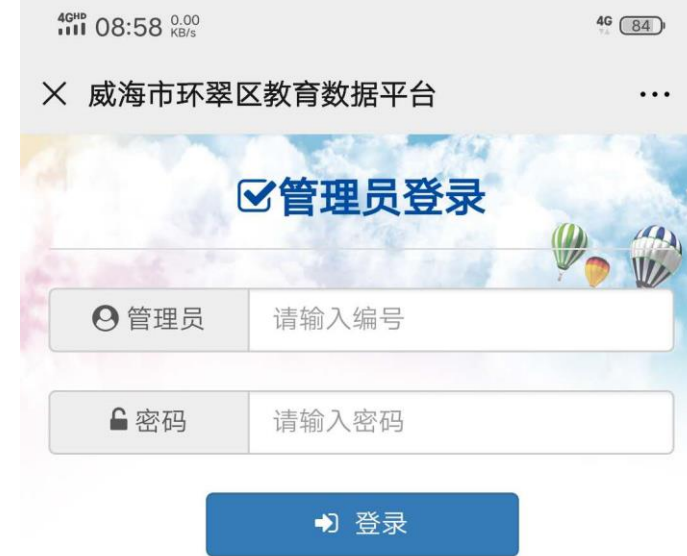 4GHD 08:58 0.00 KB/s 4G 84
威海市环翠区教育数据平台
管理员登录
管理员 请输入编号
密码 请输入密码
登录